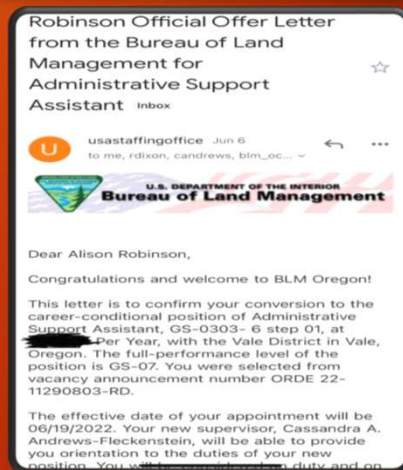 Robinson Official Offer Letter
from the Bureau of Land
Management for
Administrative Support
Assistant Inbox
U
usastaffingoffice Jun 6
to me, rdixon, candrews, blm_oc...
U.S. DEPARTMENT OF THE INTERIOR
Bureau of Land Management
Dear Alison Robinson,
Congratulations and welcome to BLM Oregon!
This letter is to confirm your conversion to the
career-conditional position of Administrative
Support Assistant, GS-0303- 6 step 01, at
Per Year, with the Vale District in Vale,
Oregon. The full-performance level of the
position is GS-07. You were selected from
vacancy announcement number ORDE 22-
11290803-RD.
The effective date of your appointment will be
06/19/2022. Your new supervisor, Cassandra A.
Andrews-Fleckenstein, will be able to provide
you orientation to the duties of your new
position. You duty and on